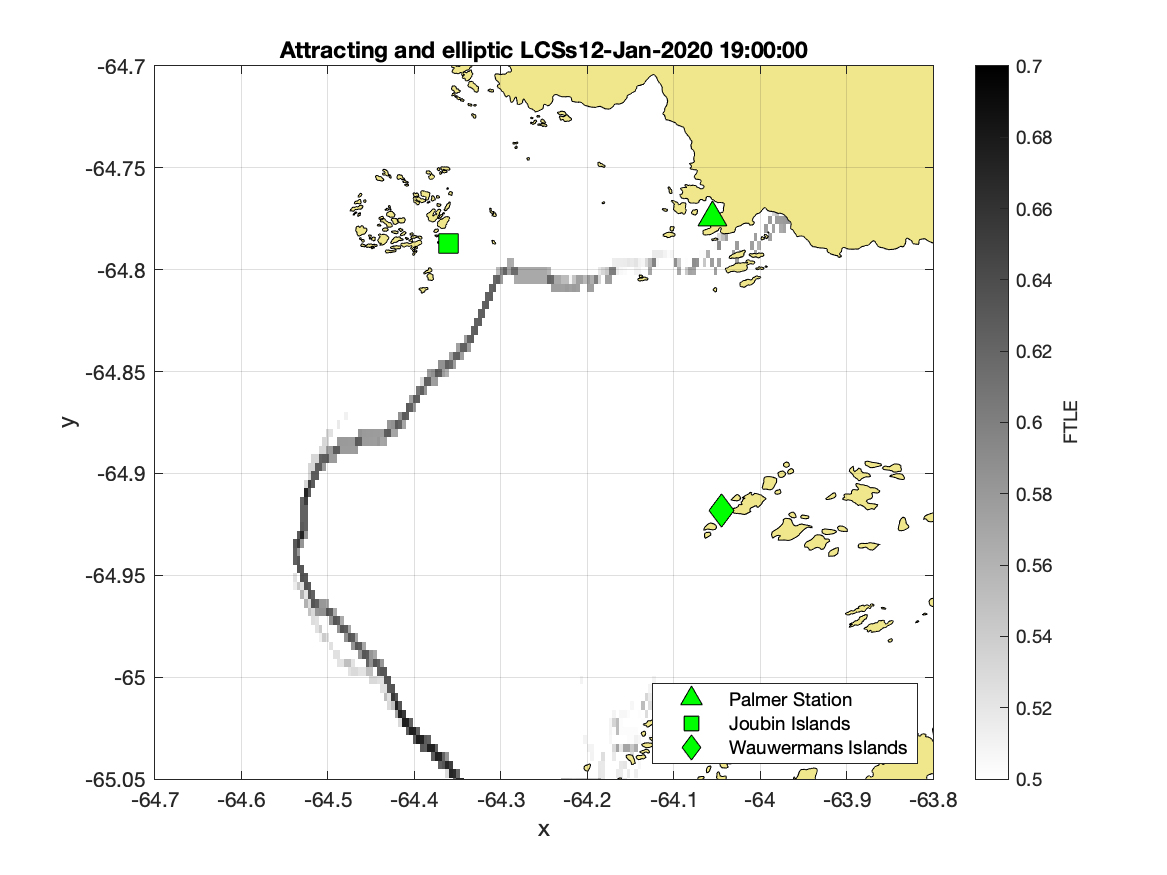 Attracting and elliptic LCSs12-Jan-2020 19:00:00
-64.7
-64.75
-64.8
-64.85
-64.9
-64.95
-65
-65.05
y
-64.7 -64.6 -64.5 -64.4 -64.3 -64.2 -64.1 -64 -63.9 -63.8
x
Palmer Station
Joubin Islands
Wauwermans Islands
0.7
0.68
0.66
0.64
0.62
0.6
0.58
0.56
0.54
0.52
0.5
FTLE